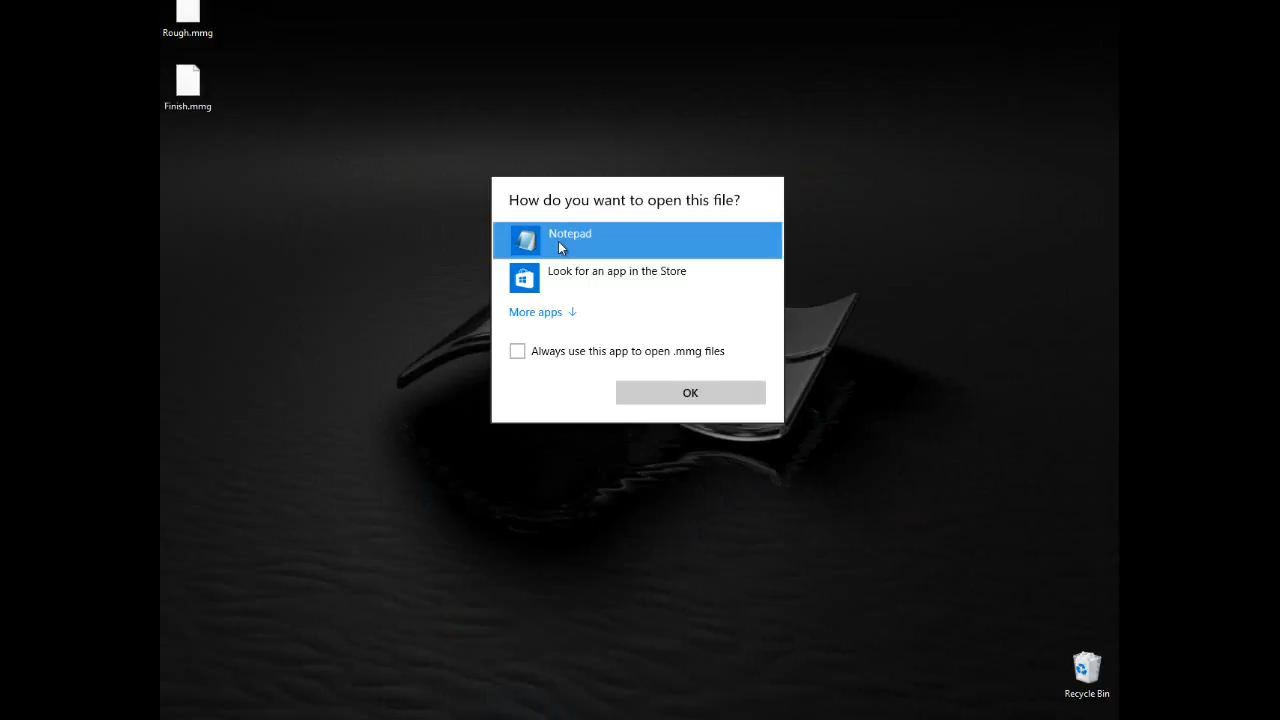 Rough.mmg
Finish.mmg
How do you want to open this file?
Notepad
Look for an app in the Store
More apps
Always use this app to open .mmg files
OK
Recycle Bin